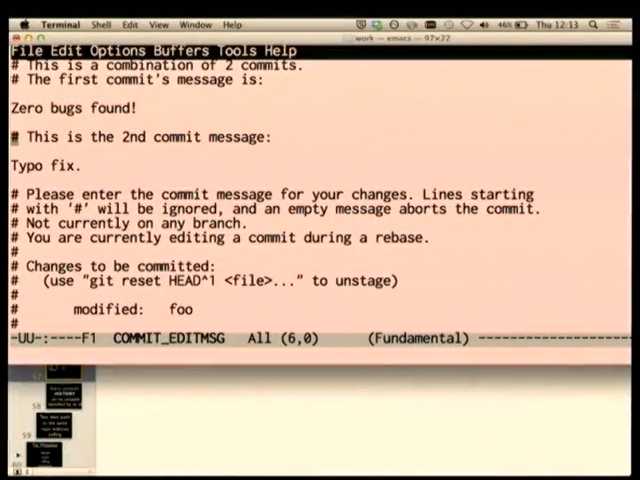 Terminal Shell Edit View Window Help 46% Thu 12:13
work — emacs — 97×22
File Edit Options Buffers Tools Help
# This is a combination of 2 commits.
# The first commit's message is:
Zero bugs found!
# This is the 2nd commit message:
Typo fix.
# Please enter the commit message for your changes. Lines starting
# with '#' will be ignored, and an empty message aborts the commit.
# Not currently on any branch.
# You are currently editing a commit during a rebase.
#
# Changes to be committed:
#   (use "git reset HEAD^1 <file>..." to unstage)
#
#       modified:   foo
#
-UU-:----F1  COMMIT_EDITMSG   All (6,0)      (Fundamental) ------------------
57
58
59